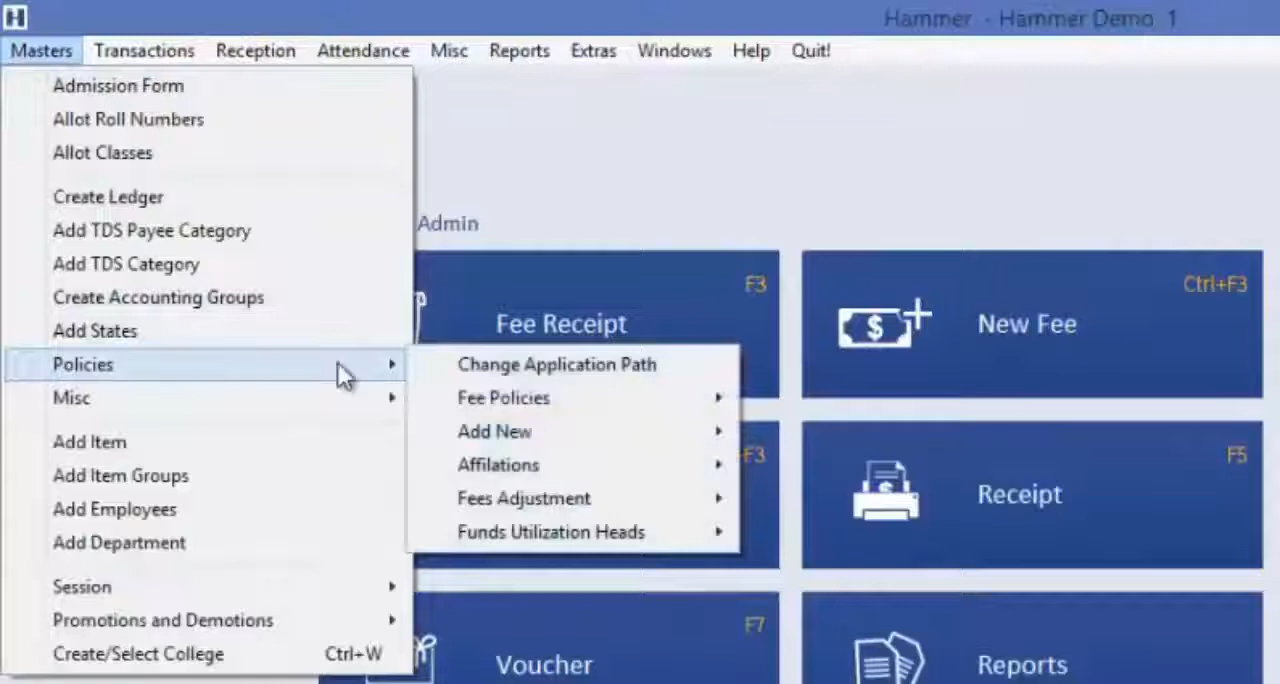 H
Hammer - Hammer Demo 1
Masters Transactions Reception Attendance Misc Reports Extras Windows Help Quit!
Admission Form
Allot Roll Numbers
Allot Classes
Create Ledger
Add TDS Payee Category
Add TDS Category
Create Accounting Groups
Add States
Policies
Misc
Add Item
Add Item Groups
Add Employees
Add Department
Session
Promotions and Demotions
Create/Select College Ctrl+W
Change Application Path
Fee Policies
Add New
Affilations
Fees Adjustment
Funds Utilization Heads
Admin
Fee Receipt F3
New Fee Ctrl+F3
-F3
Receipt F5
Voucher F7
Reports